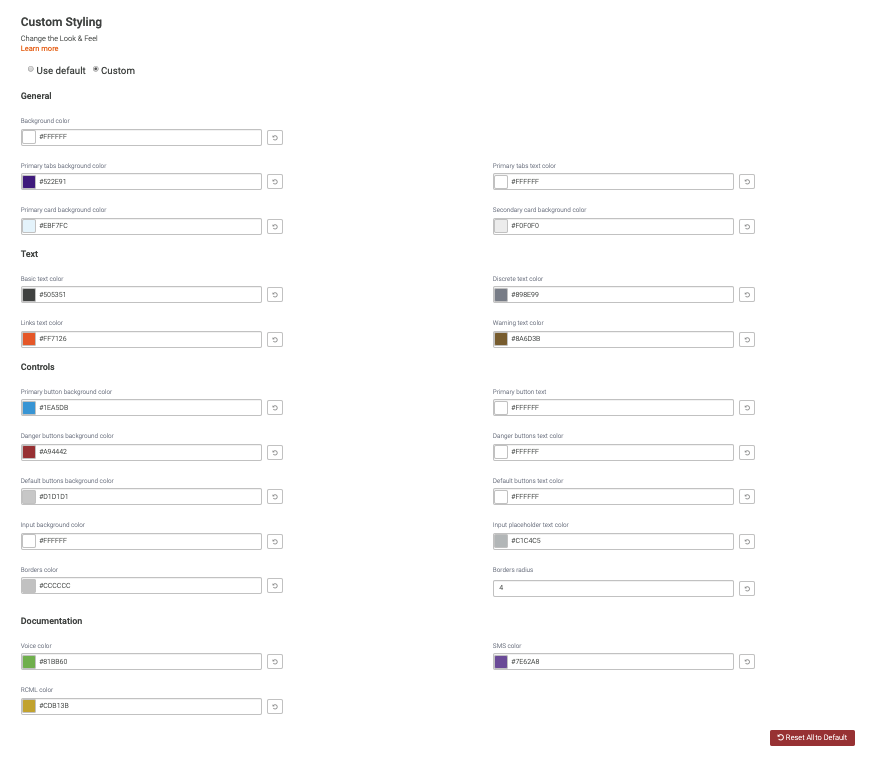 Custom Styling
Change the Look & Feel
Learn more
Use default Custom
General
Background color
#FFFFFF
Primary tabs background color Primary tabs text color
#522E91 #FFFFFF
Primary card background color Secondary card background color
#EBF7FC #F0F0F0
Text
Basic text color Discrete text color
#505351 #898E99
Links text color Warning text color
#FF7126 #8A6D3B
Controls
Primary button background color Primary button text
#1EA5DB #FFFFFF
Danger buttons background color Danger buttons text color
#A94442 #FFFFFF
Default buttons background color Default buttons text color
#D1D1D1 #FFFFFF
Input background color Input placeholder text color
#FFFFFF #C1C4C5
Borders color Borders radius
#CCCCCC 4
Documentation
Voice color SMS color
#81BB60 #7E62A8
RCML color
#CDB13B
Reset All to Default